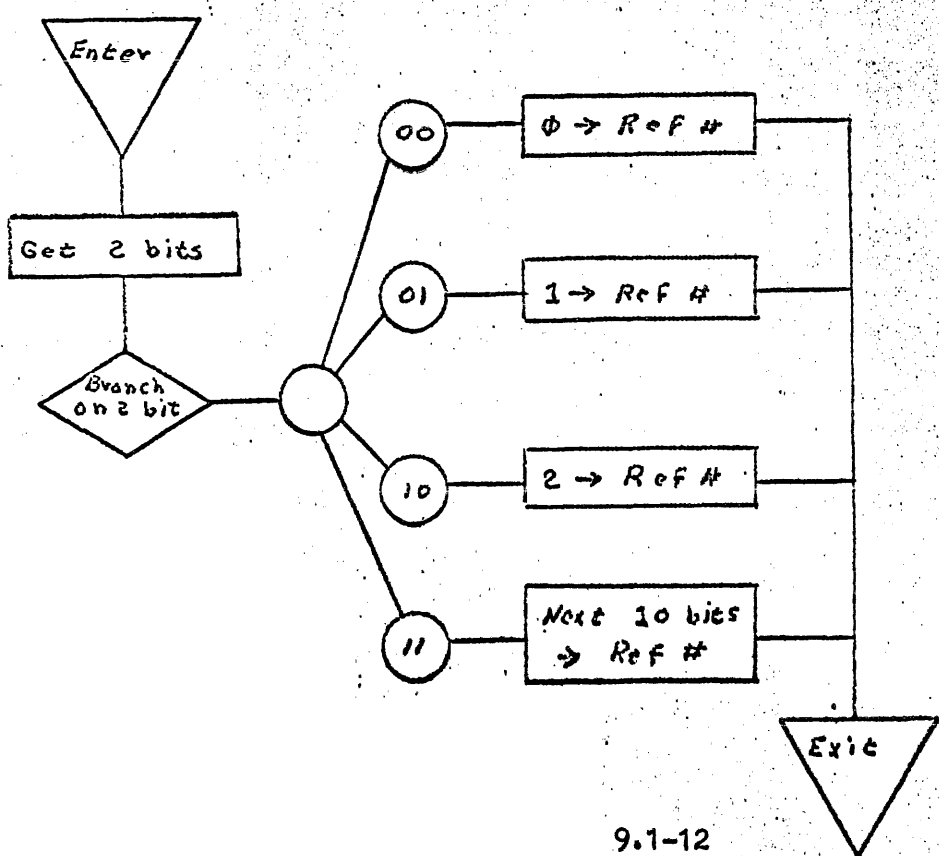 Enter
Get 2 bits
Branch
on 2 bit
00
Φ → Ref #
01
1 → Ref #
10
2 → Ref #
11
Next 10 bits
→ Ref #
Exit
9.1-12